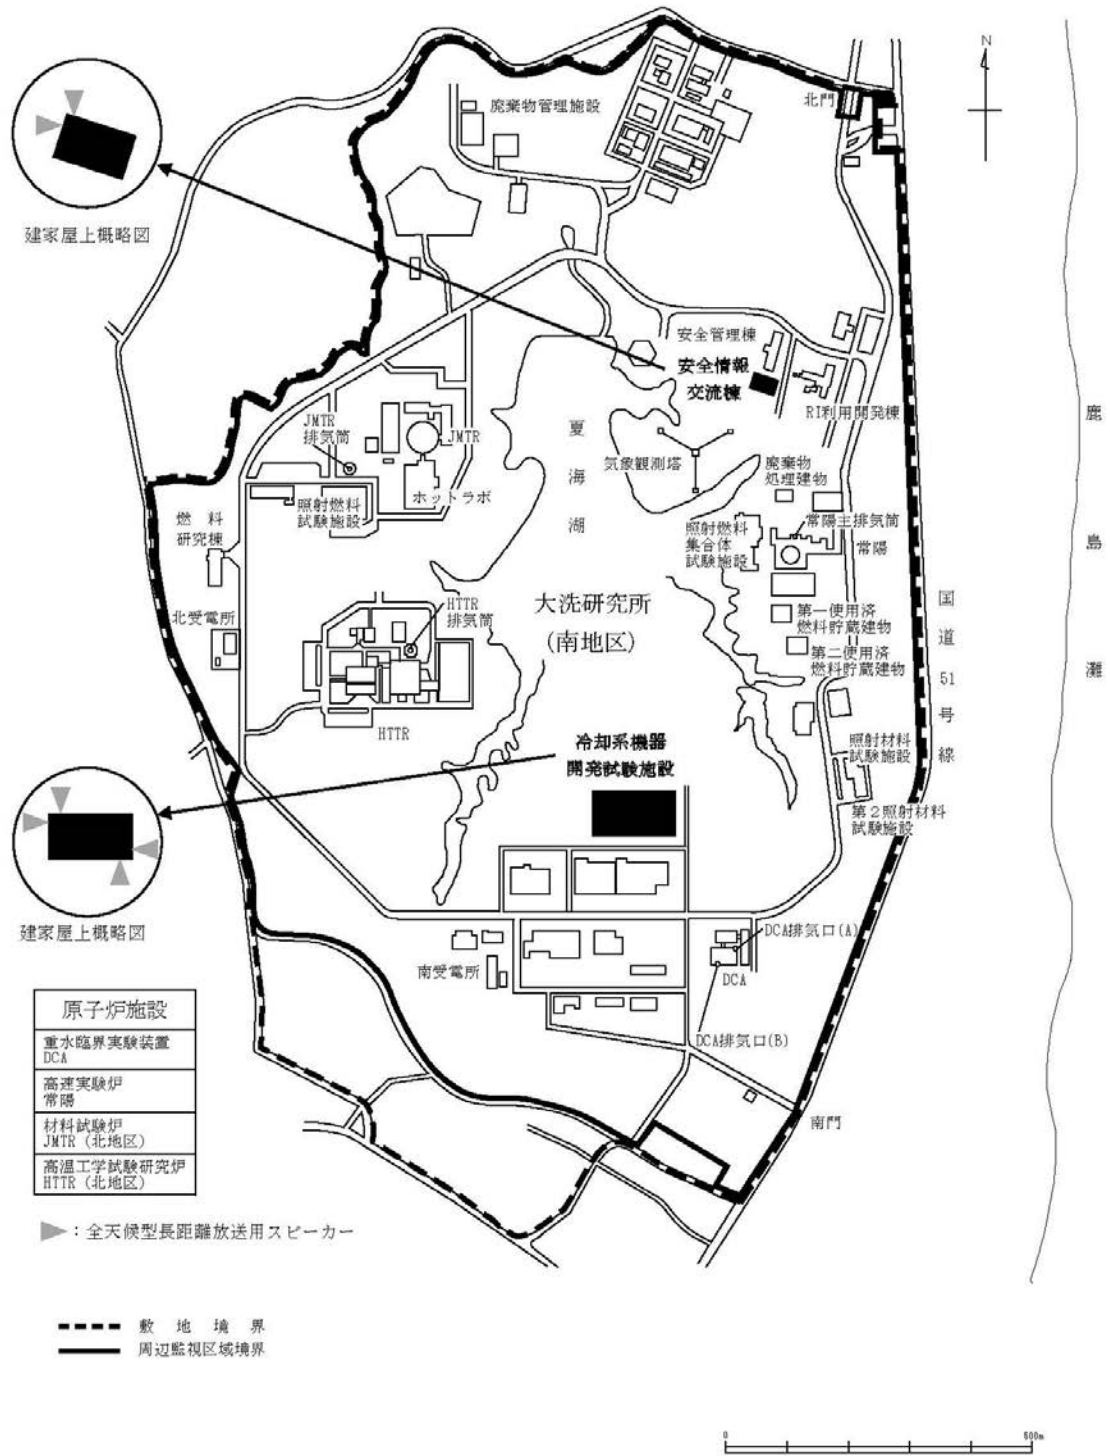 N
北門
廃棄物管理施設
建家屋上概略図
安全管理棟
安全情報
交流棟
RI利用開発棟
鹿島灘
JMTR
排気筒
JMTR
夏海湖
気象観測塔
廃棄物
処理建物
ホットラボ
照射燃料
試験施設
燃料
研究棟
照射燃料
集合体
試験施設
常陽主排気筒
常陽
北受電所
HTTR
排気筒
大洗研究所
(南地区)
国道51号線
第一使用済
燃料貯蔵建物
第二使用済
燃料貯蔵建物
HTTR
冷却系機器
開発試験施設
照射材料
試験施設
第2照射材料
試験施設
建家屋上概略図
DCA排気口(A)
南受電所
DCA
DCA排気口(B)
南門
原子炉施設
重水臨界実験装置
DCA
高速実験炉
常陽
材料試験炉
JMTR (北地区)
高温工学試験研究炉
HTTR (北地区)
:全天候型長距離放送用スピーカー
敷地境界
周辺監視区域境界
0 500m